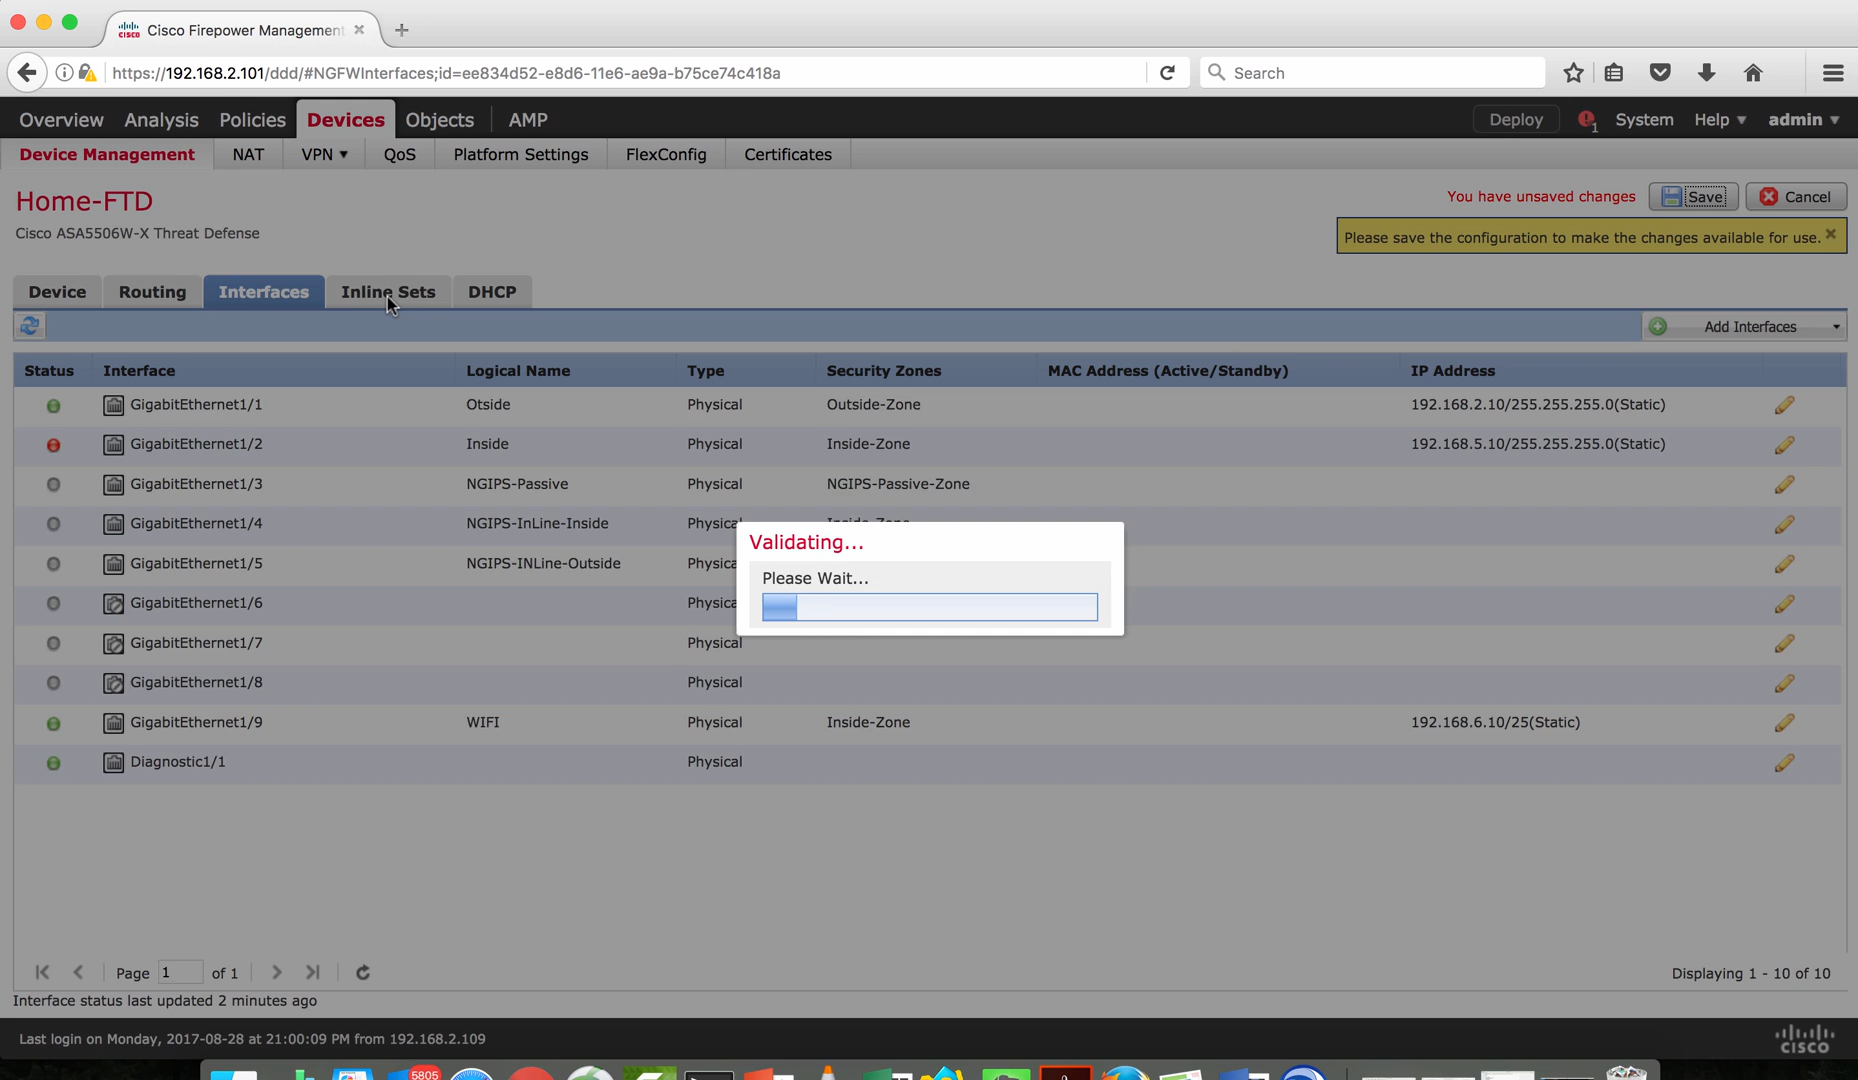 Cisco Firepower Management
https://192.168.2.101/ddd/#NGFWInterfaces;id=ee834d52-e8d6-11e6-ae9a-b75ce74c418a
Search
Overview Analysis Policies Devices Objects AMP Deploy 1 System Help admin
Device Management NAT VPN QoS Platform Settings FlexConfig Certificates
Home-FTD
You have unsaved changes Save Cancel
Cisco ASA5506W-X Threat Defense
Please save the configuration to make the changes available for use.
Device Routing Interfaces Inline Sets DHCP
Add Interfaces
Status Interface Logical Name Type Security Zones MAC Address (Active/Standby) IP Address
GigabitEthernet1/1 Otside Physical Outside-Zone 192.168.2.10/255.255.255.0(Static)
GigabitEthernet1/2 Inside Physical Inside-Zone 192.168.5.10/255.255.255.0(Static)
GigabitEthernet1/3 NGIPS-Passive Physical NGIPS-Passive-Zone
GigabitEthernet1/4 NGIPS-InLine-Inside Physical Inside-Zone
GigabitEthernet1/5 NGIPS-INLine-Outside Physica
GigabitEthernet1/6 Physica
GigabitEthernet1/7 Physical
GigabitEthernet1/8 Physical
GigabitEthernet1/9 WIFI Physical Inside-Zone 192.168.6.10/25(Static)
Diagnostic1/1 Physical
Validating...
Please Wait...
Page 1 of 1
Displaying 1 - 10 of 10
Interface status last updated 2 minutes ago
Last login on Monday, 2017-08-28 at 21:00:09 PM from 192.168.2.109
CISCO
5805